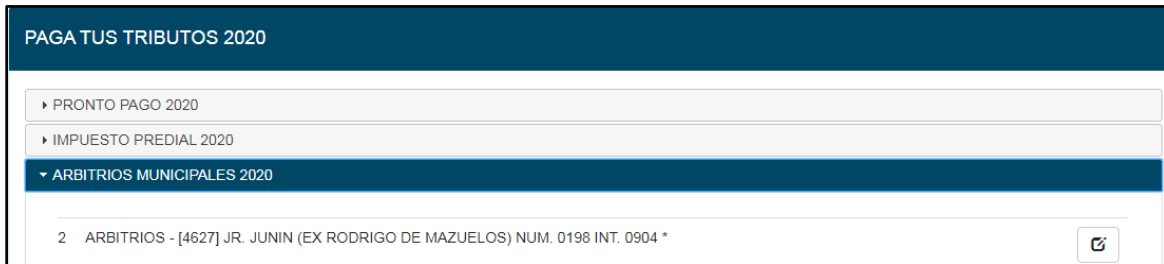 PAGA TUS TRIBUTOS 2020
PRONTO PAGO 2020
IMPUESTO PREDIAL 2020
ARBITRIOS MUNICIPALES 2020
2 ARBITRIOS - [4627] JR. JUNIN (EX RODRIGO DE MAZUELOS) NUM. 0198 INT. 0904 *